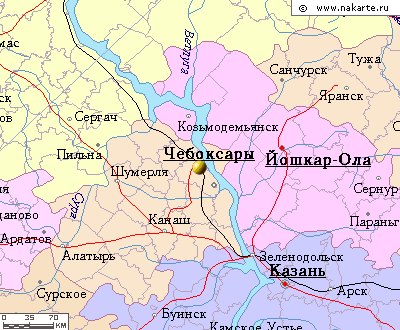 © www.nakarte.ru
Ветлуга
Тужа
Санчурск
Яранск
Сергач
Козьмодемьянск
Пильна
Чебоксары
Йошкар-Ола
Шумерля
Сернур
Сура
Канаш
Параньг
даново
Ардатов
Алатырь
Зеленодольск
Казань
Арск
Сурское
Буинск
Камское Устье
0 35 70
КМ